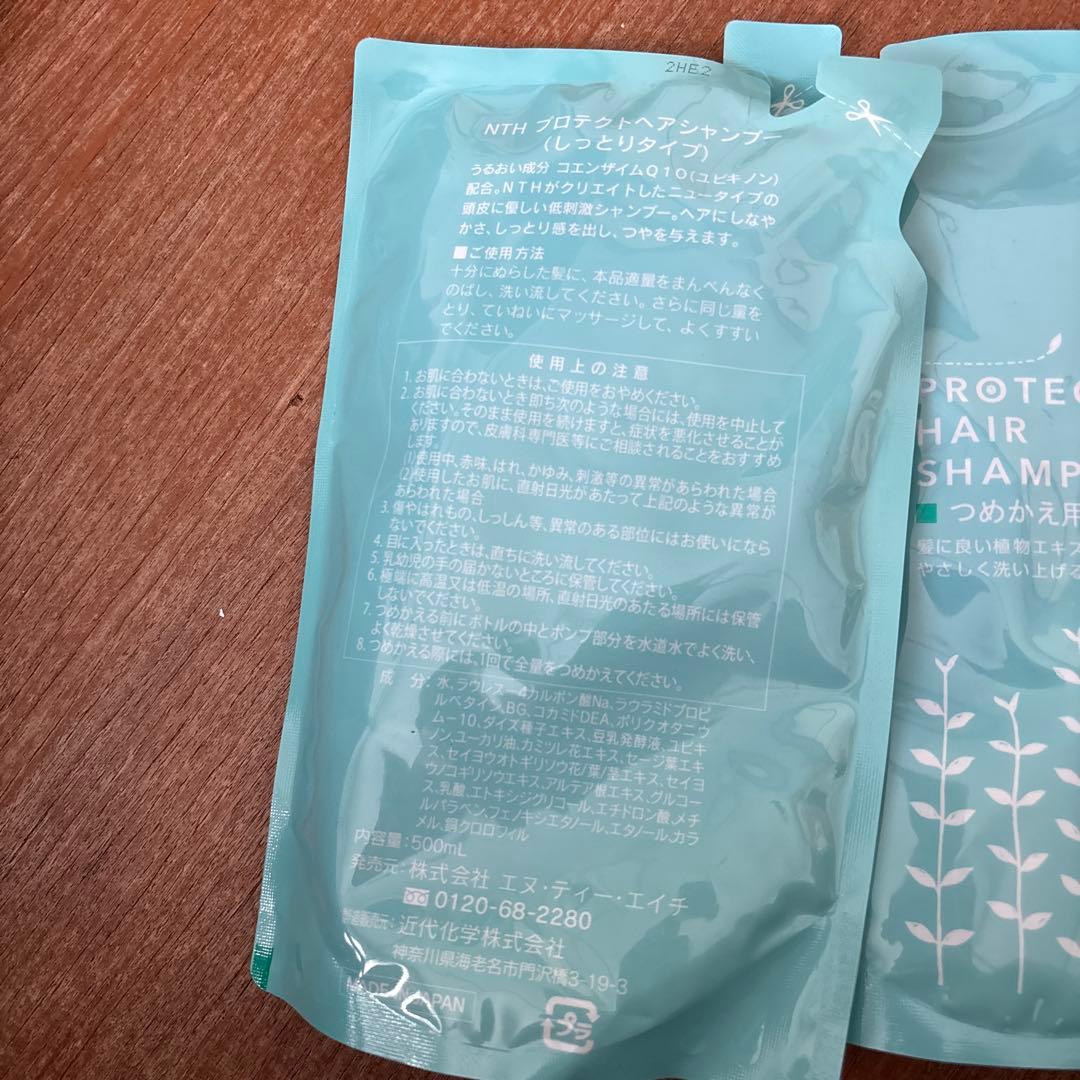 2HE2
NTH プロテクトヘアシャンプー
(しっとりタイプ)
うるおい成分 コエンザイムQ10(ユビキノン)
配合。NTHがクリエイトしたニュータイプの
頭皮に優しい低刺激シャンプー。ヘアにしなや
かさ、しっとり感を出し、つやを与えます。
■ご使用方法
十分にぬらした髪に、本品適量をまんべんなく
のばし、洗い流してください。さらに同じ量を
とり、ていねいにマッサージして、よくすすい
でください。
使用上の注意
1. お肌に合わないときは、ご使用をおやめください。
2. お肌に合わないとき即ち次のような場合には、使用を中止して
ください。そのまま使用を続けますと、症状を悪化させることが
ありますので、皮膚科専門医等にご相談されることをおすすめ
します。
(1)使用中、赤味、はれ、かゆみ、刺激等の異常があらわれた場合
(2)使用したお肌に、直射日光があたって上記のような異常が
あらわれた場合
3. 傷やはれもの、しっしん等、異常のある部位にはお使いになら
ないでください。
4. 目に入ったときは、直ちに洗い流してください。
5. 乳幼児の手の届かないところに保管してください。
6. 極端に高温又は低温の場所、直射日光のあたる場所には保管
しないでください。
7. つめかえる前にボトルの中とポンプ部分を水道水でよく洗い、
よく乾燥させてください。
8. つめかえる際には、1回で全量をつめかえてください。
成 分:水、ラウレス-4カルボン酸Na、ラウラミドプロピ
ルベタイン、BG、コカミドDEA、ポリクオタニウ
ム-10、ダイズ種子エキス、豆乳発酵液、ユビキ
ノン、ユーカリ油、カミツレ花エキス、セージ葉エキ
ス、セイヨウオトギリソウ花/葉/茎エキス、セイヨ
ウノコギリソウエキス、アルテア根エキス、グルコー
ス、乳酸、エトキシジグリコール、エチドロン酸、メチ
ルパラベン、フェノキシエタノール、エタノール、カラ
メル、銅クロロフィル
内容量:500mL
発売元:株式会社 エヌ・ティー・エイチ
0120-68-2280
製造販売元:近代化学株式会社
神奈川県海老名市門沢橋3-19-3
MADE IN JAPAN
プラ
PROTEC
HAIR
SHAMP
■ つめかえ用
髪に良い植物エキス
やさしく洗い上げる